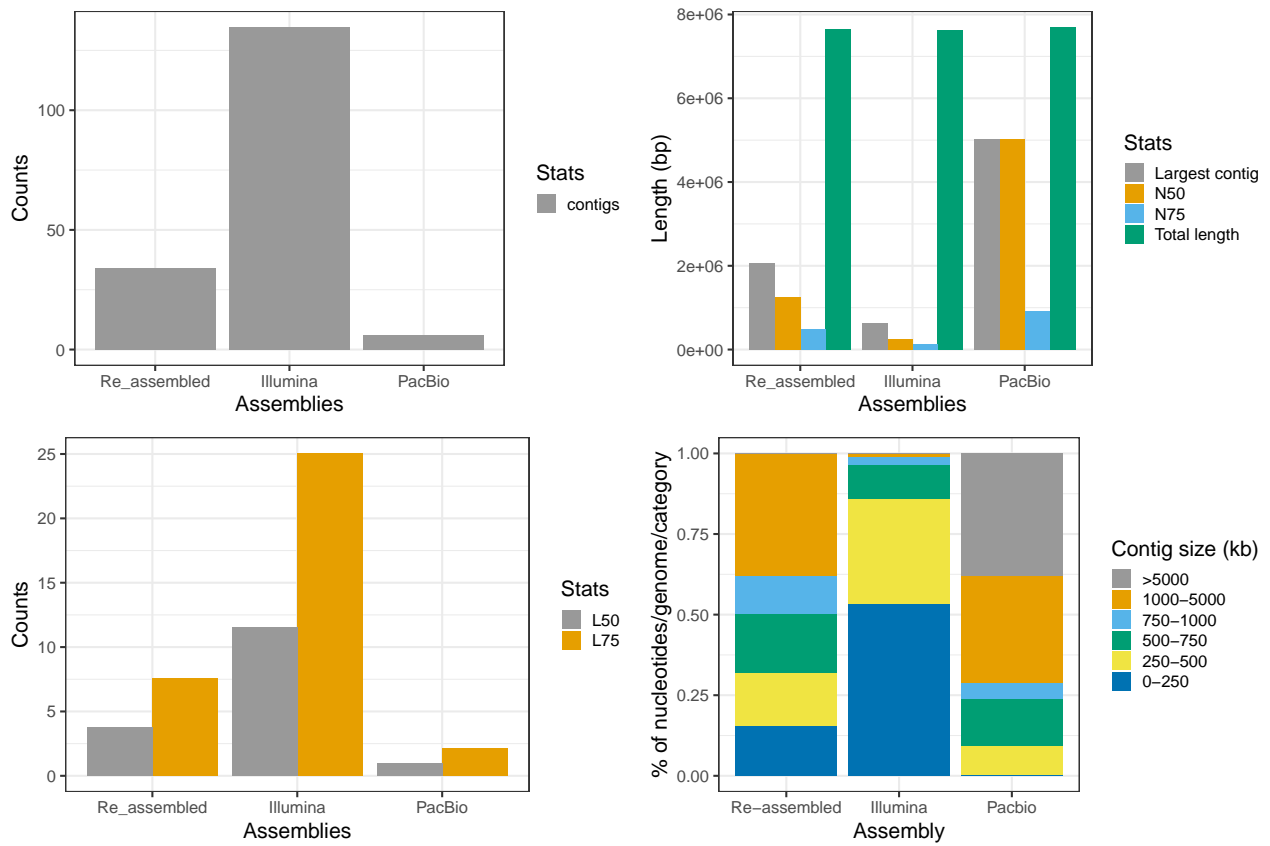 Counts
100
50
0
Re_assembled Illumina PacBio
Assemblies
Stats
contigs
Length (bp)
8e+06
6e+06
4e+06
2e+06
0e+00
Re_assembled Illumina PacBio
Assemblies
Stats
Largest contig
N50
N75
Total length
Counts
25
20
15
10
5
0
Re_assembled Illumina PacBio
Assemblies
Stats
L50
L75
% of nucleotides/genome/category
1.00
0.75
0.50
0.25
0.00
Re−assembled Illumina Pacbio
Assembly
Contig size (kb)
>5000
1000−5000
750−1000
500−750
250−500
0−250